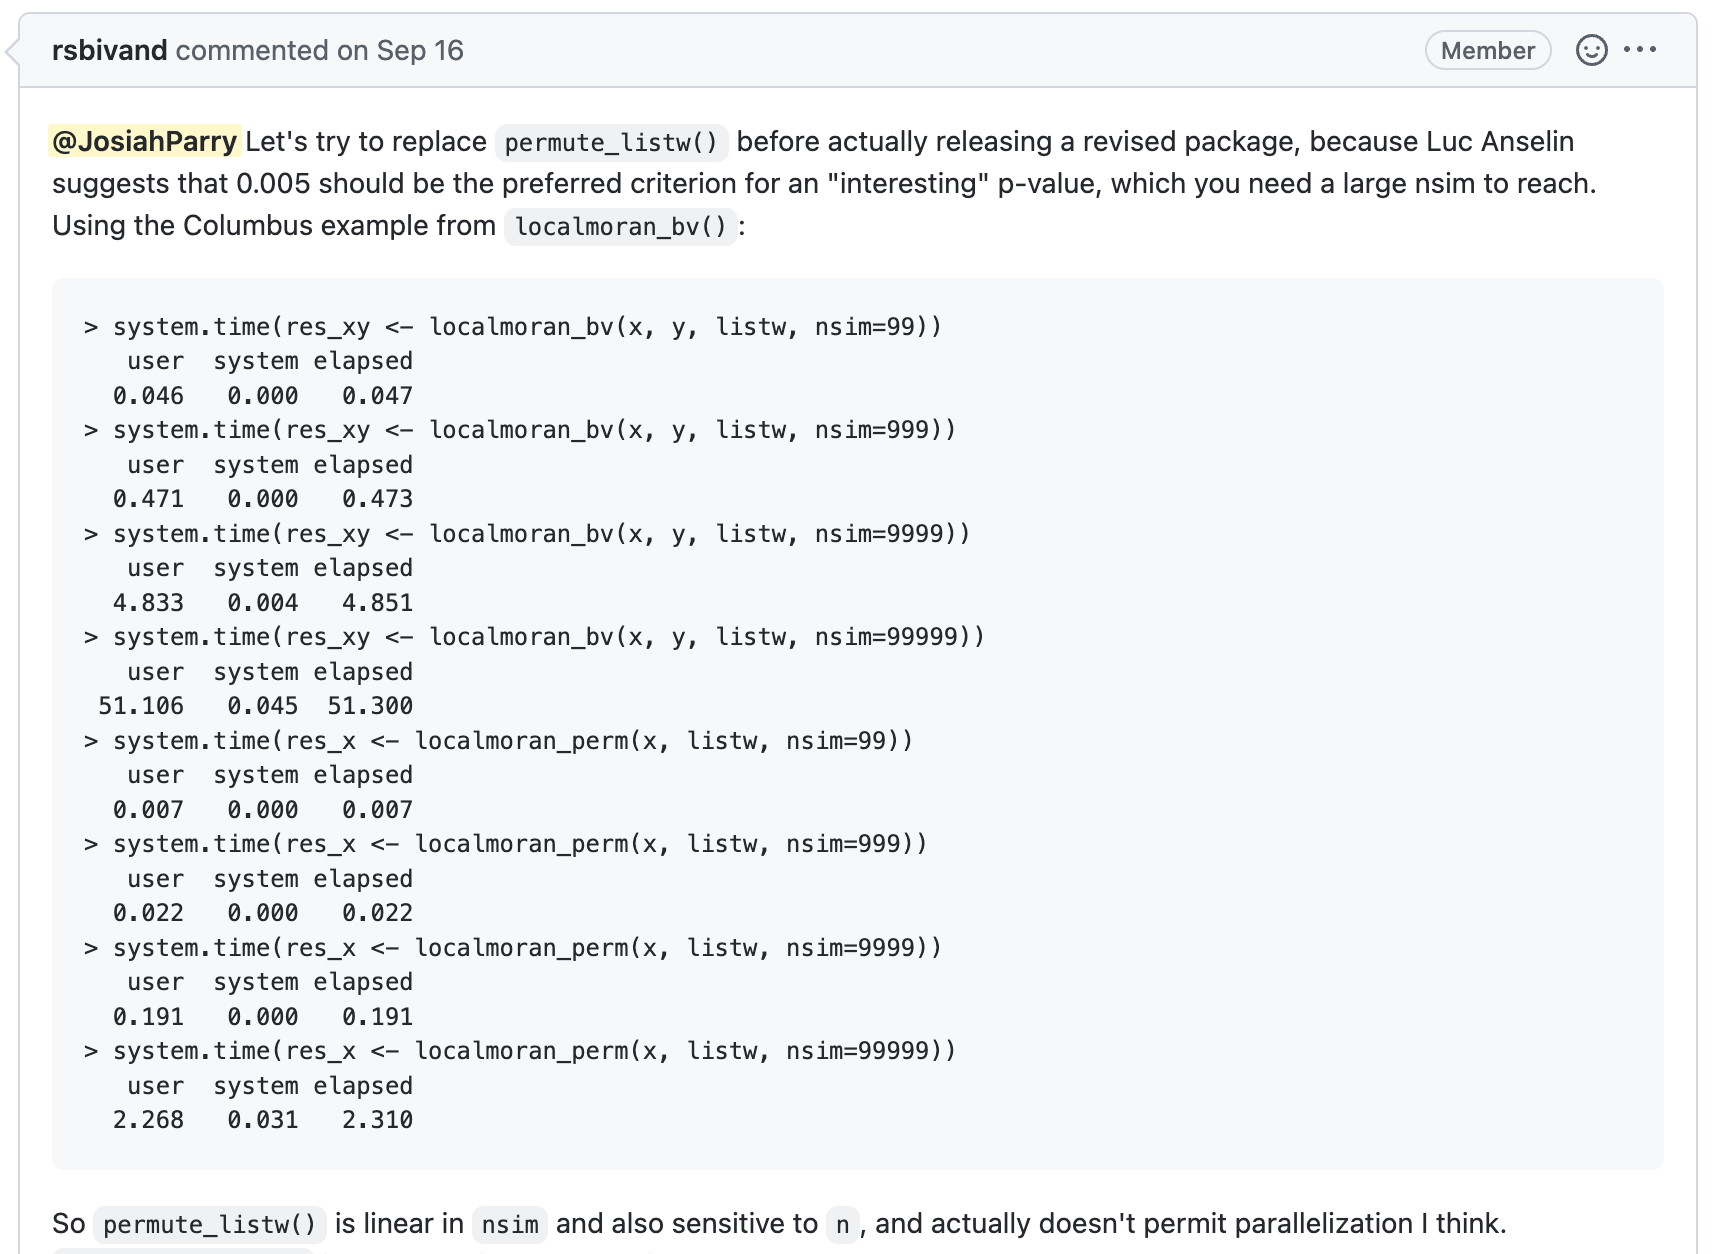 rsbivand commented on Sep 16
Member
@JosiahParry Let's try to replace permute_listw() before actually releasing a revised package, because Luc Anselin
suggests that 0.005 should be the preferred criterion for an "interesting" p-value, which you need a large nsim to reach.
Using the Columbus example from localmoran_bv():
> system.time(res_xy <- localmoran_bv(x, y, listw, nsim=99))
   user  system elapsed
  0.046   0.000   0.047
> system.time(res_xy <- localmoran_bv(x, y, listw, nsim=999))
   user  system elapsed
  0.471   0.000   0.473
> system.time(res_xy <- localmoran_bv(x, y, listw, nsim=9999))
   user  system elapsed
  4.833   0.004   4.851
> system.time(res_xy <- localmoran_bv(x, y, listw, nsim=99999))
   user  system elapsed
 51.106   0.045  51.300
> system.time(res_x <- localmoran_perm(x, listw, nsim=99))
   user  system elapsed
  0.007   0.000   0.007
> system.time(res_x <- localmoran_perm(x, listw, nsim=999))
   user  system elapsed
  0.022   0.000   0.022
> system.time(res_x <- localmoran_perm(x, listw, nsim=9999))
   user  system elapsed
  0.191   0.000   0.191
> system.time(res_x <- localmoran_perm(x, listw, nsim=99999))
   user  system elapsed
  2.268   0.031   2.310
So permute_listw() is linear in nsim and also sensitive to n, and actually doesn't permit parallelization I think.